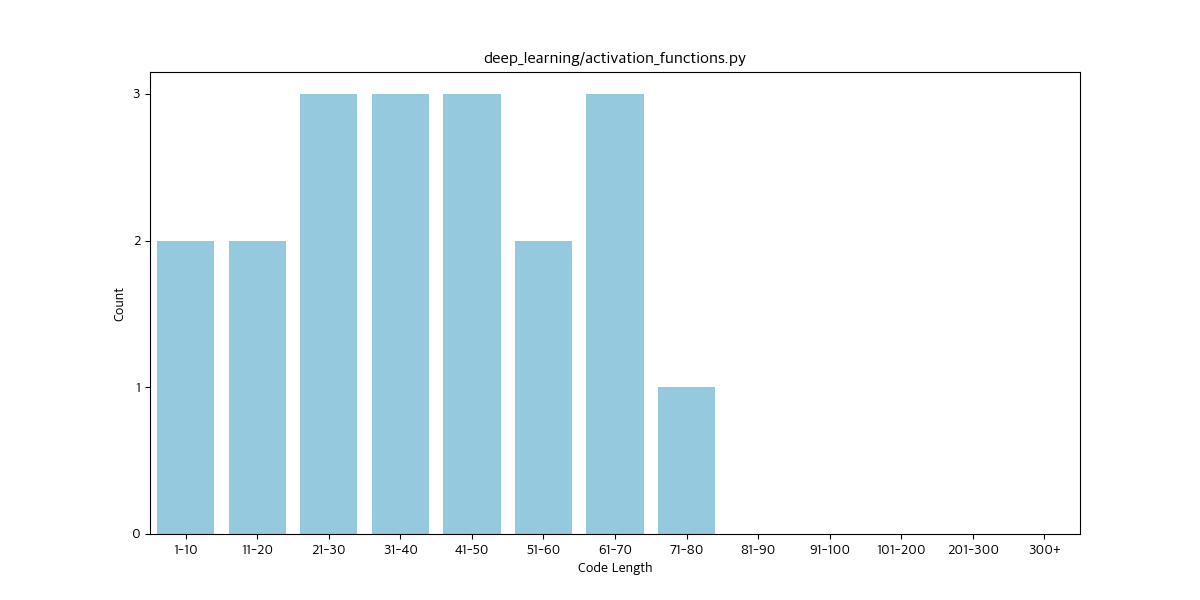 deep_learning/activation_functions.py
3
2
1
0
Count
1-10 11-20 21-30 31-40 41-50 51-60 61-70 71-80 81-90 91-100 101-200 201-300 300+
Code Length